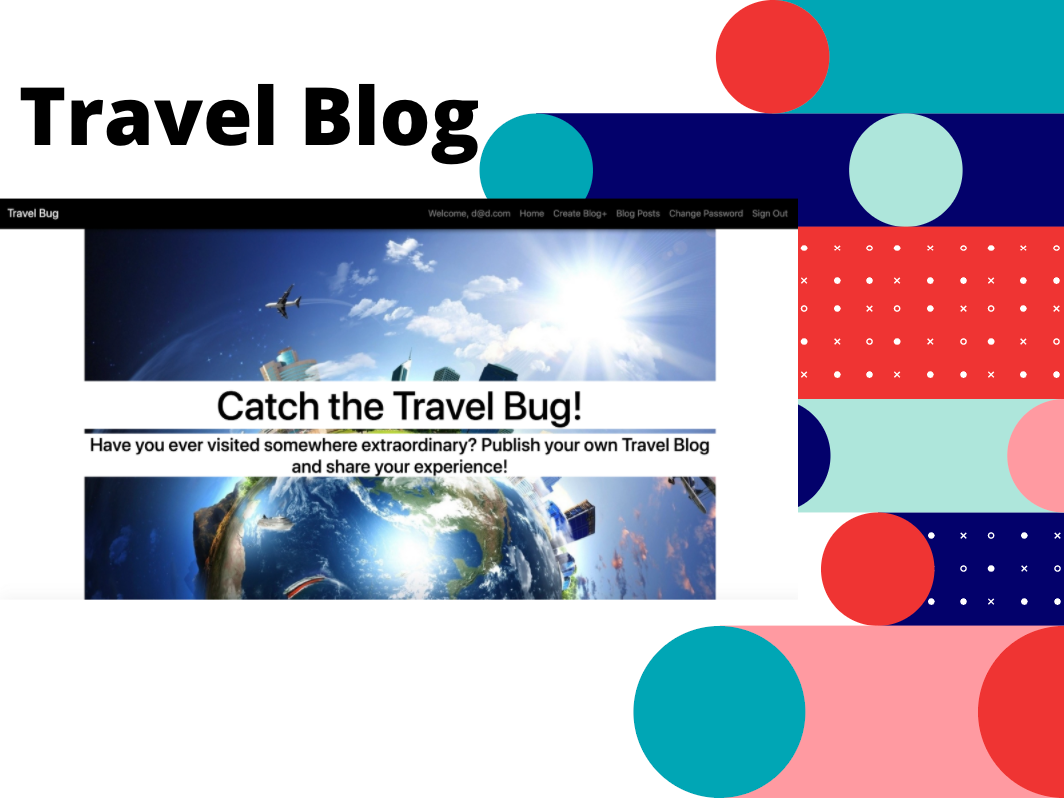 Travel Blog
Travel Bug
Welcome, d@d.com Home Create Blog+ Blog Posts Change Password Sign Out
Catch the Travel Bug!
Have you ever visited somewhere extraordinary? Publish your own Travel Blog
and share your experience!